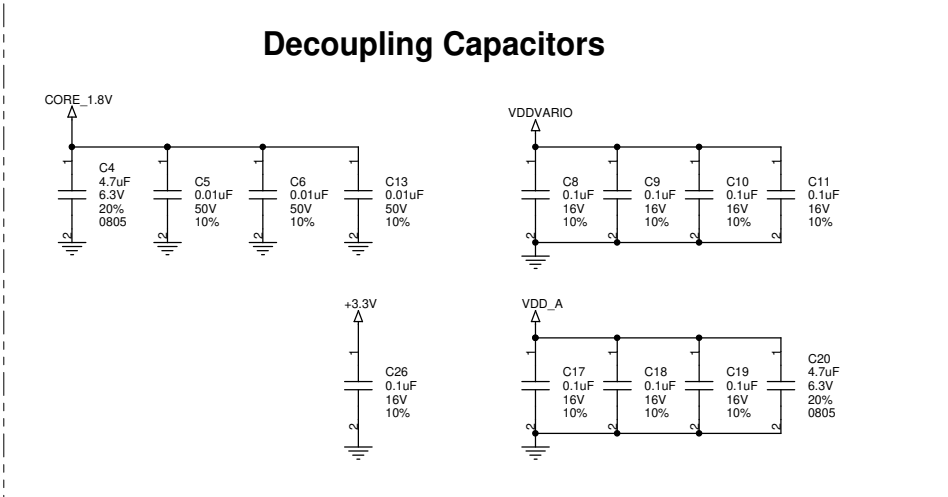 Decoupling Capacitors
CORE_1.8V
1
2
C4
4.7uF
6.3V
20%
0805
1
2
C5
0.01uF
50V
10%
1
2
C6
0.01uF
50V
10%
1
2
C13
0.01uF
50V
10%
VDDVARIO
1
2
C8
0.1uF
16V
10%
1
2
C9
0.1uF
16V
10%
1
2
C10
0.1uF
16V
10%
1
2
C11
0.1uF
16V
10%
+3.3V
1
2
C26
0.1uF
16V
10%
VDD_A
1
2
C17
0.1uF
16V
10%
1
2
C18
0.1uF
16V
10%
1
2
C19
0.1uF
16V
10%
1
2
C20
4.7uF
6.3V
20%
0805